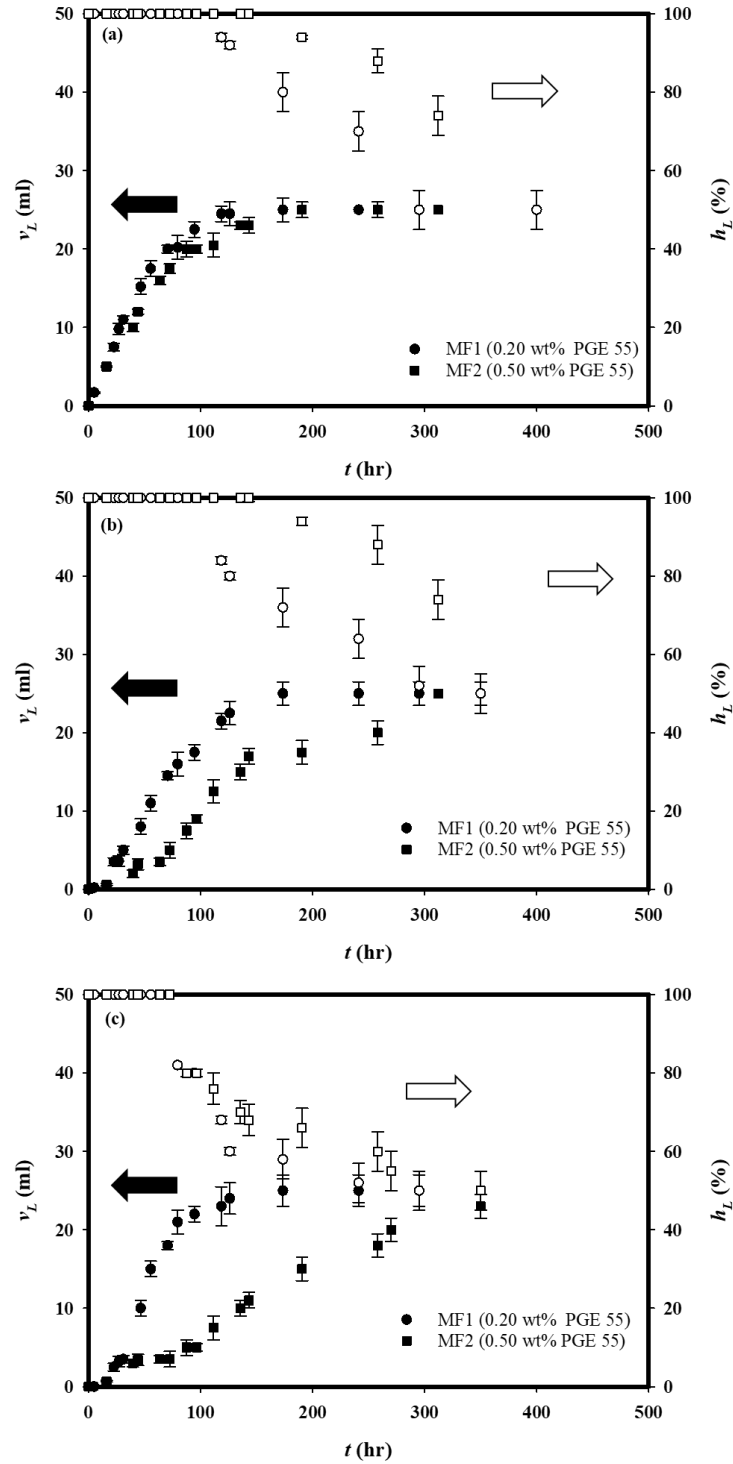 (a)
50
40
30
20
10
0
100
80
60
40
20
0
v_L (ml)
h_L (%)
MF1 (0.20 wt% PGE 55)
MF2 (0.50 wt% PGE 55)
0 100 200 300 400 500
t (hr)
(b)
50
40
30
20
10
0
100
80
60
40
20
0
v_L (ml)
h_L (%)
MF1 (0.20 wt% PGE 55)
MF2 (0.50 wt% PGE 55)
0 100 200 300 400 500
t (hr)
(c)
50
40
30
20
10
0
100
80
60
40
20
0
v_L (ml)
h_L (%)
MF1 (0.20 wt% PGE 55)
MF2 (0.50 wt% PGE 55)
0 100 200 300 400 500
t (hr)